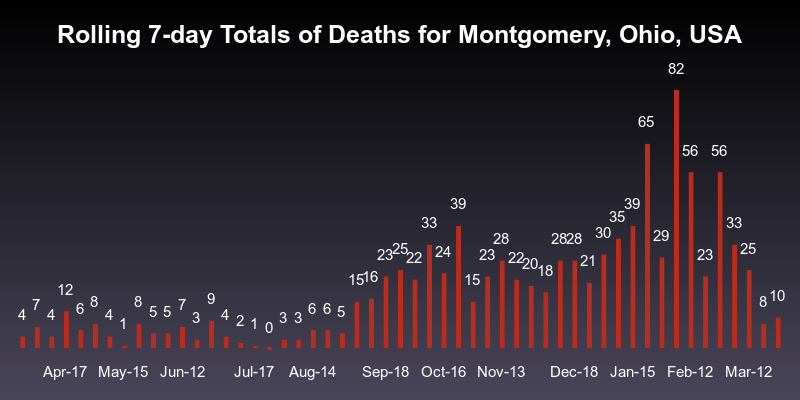 Rolling 7-day Totals of Deaths for Montgomery, Ohio, USA
4 7 4 12 6 8 4 1 8 5 5 7 3 9 4 2 1 0 3 3 6 6 5 15 16 23 25 22 33 24 39 15 23 28 22 20 18 28 28 21 30 35 39 65 29 82 56 23 56 33 25 8 10
Apr-17 May-15 Jun-12 Jul-17 Aug-14 Sep-18 Oct-16 Nov-13 Dec-18 Jan-15 Feb-12 Mar-12